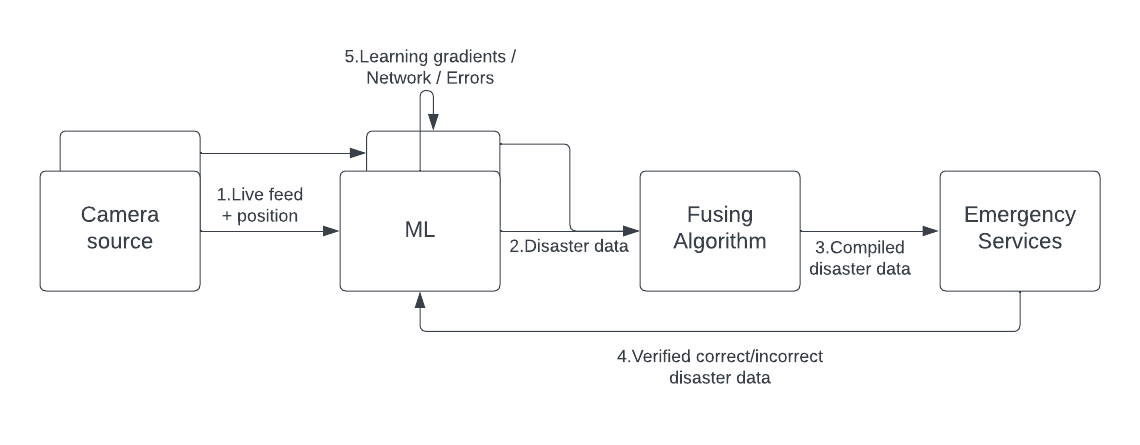 5.Learning gradients /
Network / Errors
1.Live feed
+ position
Camera
source
ML
2.Disaster data
Fusing
Algorithm
3.Compiled
disaster data
Emergency
Services
4.Verified correct/incorrect
disaster data